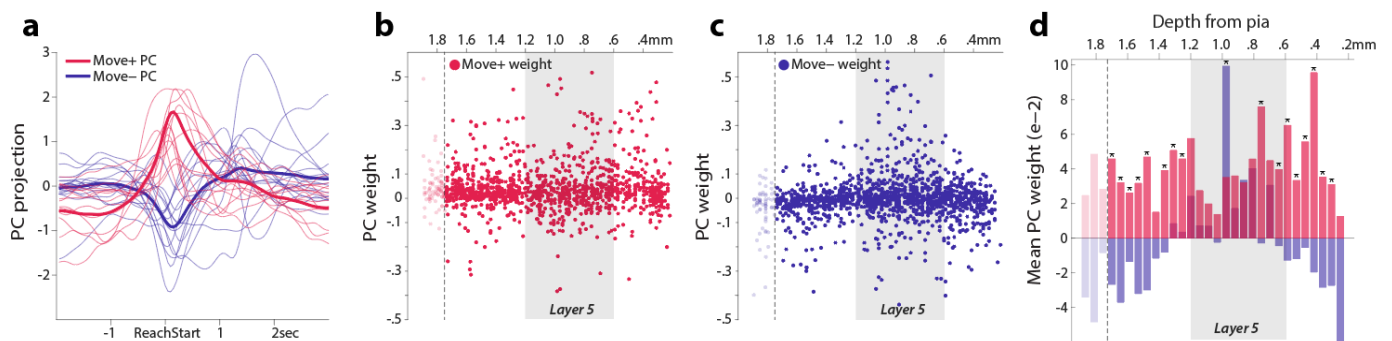 a
PC projection
3
2
1
0
-1
-2
Move+ PC
Move− PC
-1 ReachStart 1 2sec
b
1.8 1.6 1.4 1.2 1.0 .8 .6 .4mm
PC weight
.5
.3
.1
0
-.1
-.3
-.5
Move+ weight
Layer 5
c
1.8 1.6 1.4 1.2 1.0 .8 .6 .4mm
PC weight
.5
.3
.1
0
-.1
-.3
-.5
Move− weight
Layer 5
d
Depth from pia
1.8 1.6 1.4 1.2 1.0 .8 .6 .4 .2mm
Mean PC weight (e−2)
10
8
6
4
2
0
-2
-4
Layer 5